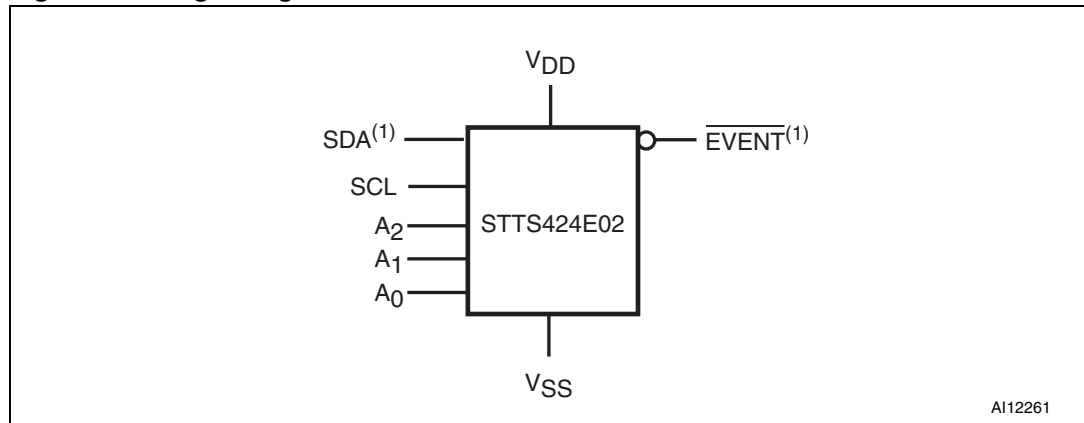 VDD
SDA(1)
EVENT(1)
SCL
A2
STTS424E02
A1
A0
VSS
AI12261